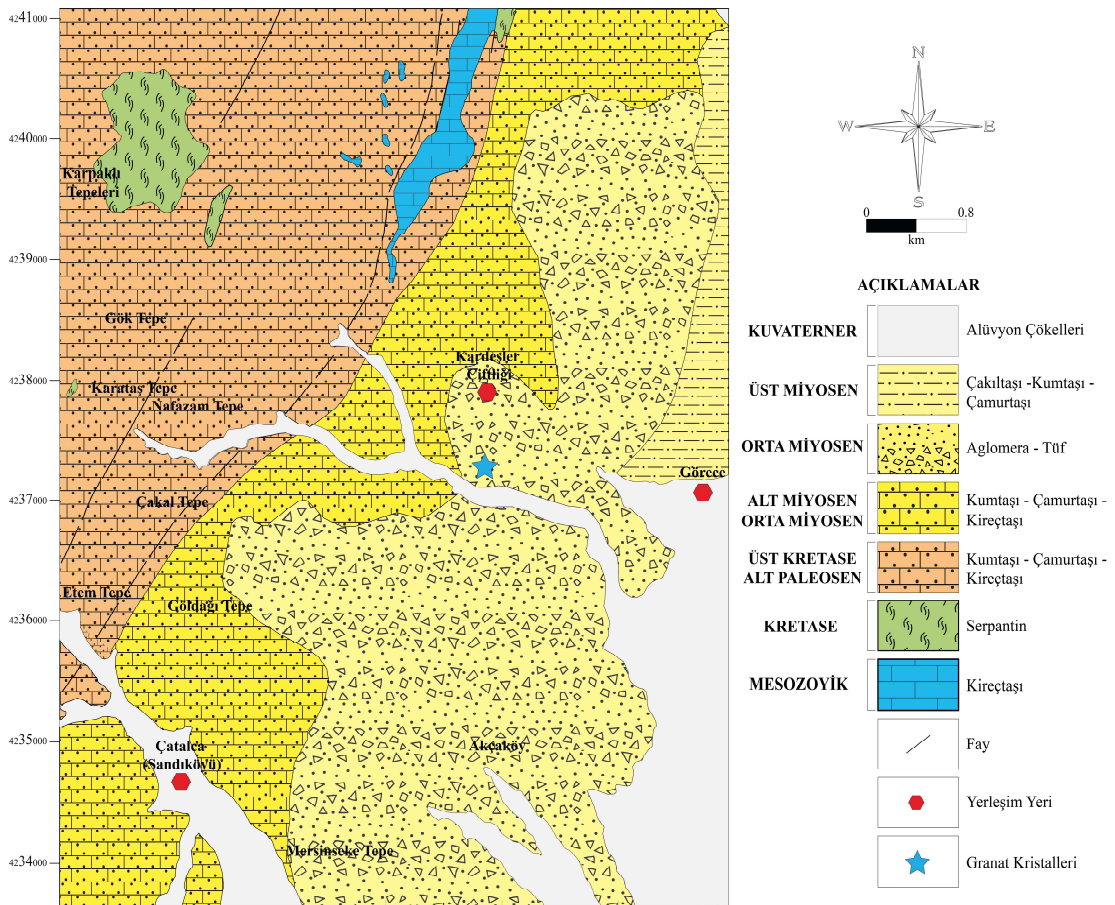 4241000
4240000
4239000
4238000
4237000
4236000
4235000
4234000
Karpaklı
Tepeleri
Gök Tepe
Karataş Tepe
Nafazam Tepe
Çakal Tepe
Etem Tepe
Göldağı Tepe
Kardeşler
Çiftliği
Görece
Çatalca
(Sandıköyü)
Akçaköy
Mersinseke Tepe
N
W
E
S
0
0.8
km
AÇIKLAMALAR
KUVATERNER
Alüvyon Çökelleri
ÜST MİYOSEN
Çakıltaşı -Kumtaşı -
Çamurtaşı
ORTA MİYOSEN
Aglomera - Tüf
ALT MİYOSEN
ORTA MİYOSEN
Kumtaşı - Çamurtaşı -
Kireçtaşı
ÜST KRETASE
ALT PALEOSEN
Kumtaşı - Çamurtaşı -
Kireçtaşı
KRETASE
Serpantin
MESOZOYİK
Kireçtaşı
Fay
Yerleşim Yeri
Granat Kristalleri